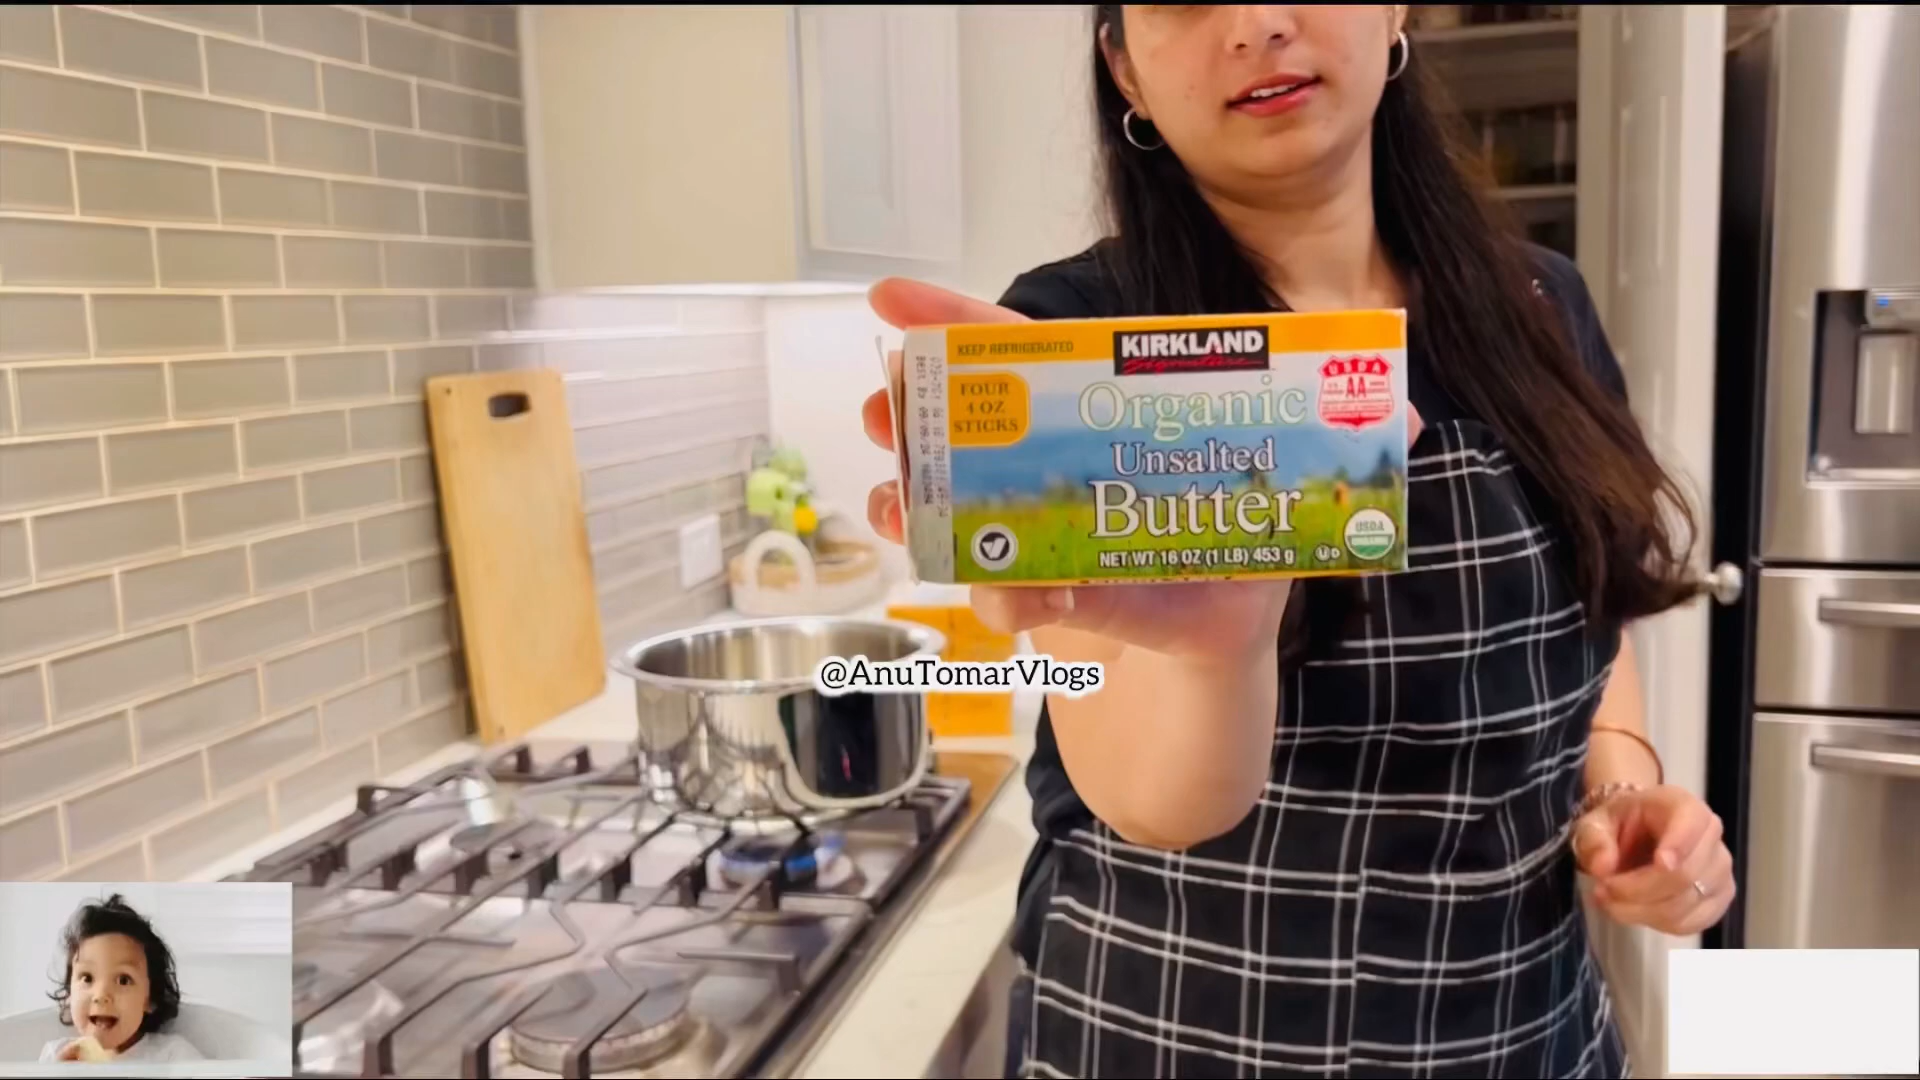 KEEP REFRIGERATED
KIRKLAND
Signature
FOUR
4 OZ
STICKS
USDA
AA
Organic
Unsalted
Butter
NET WT 16 OZ (1 LB) 453 g
USDA
ORGANIC
@AnuTomarVlogs